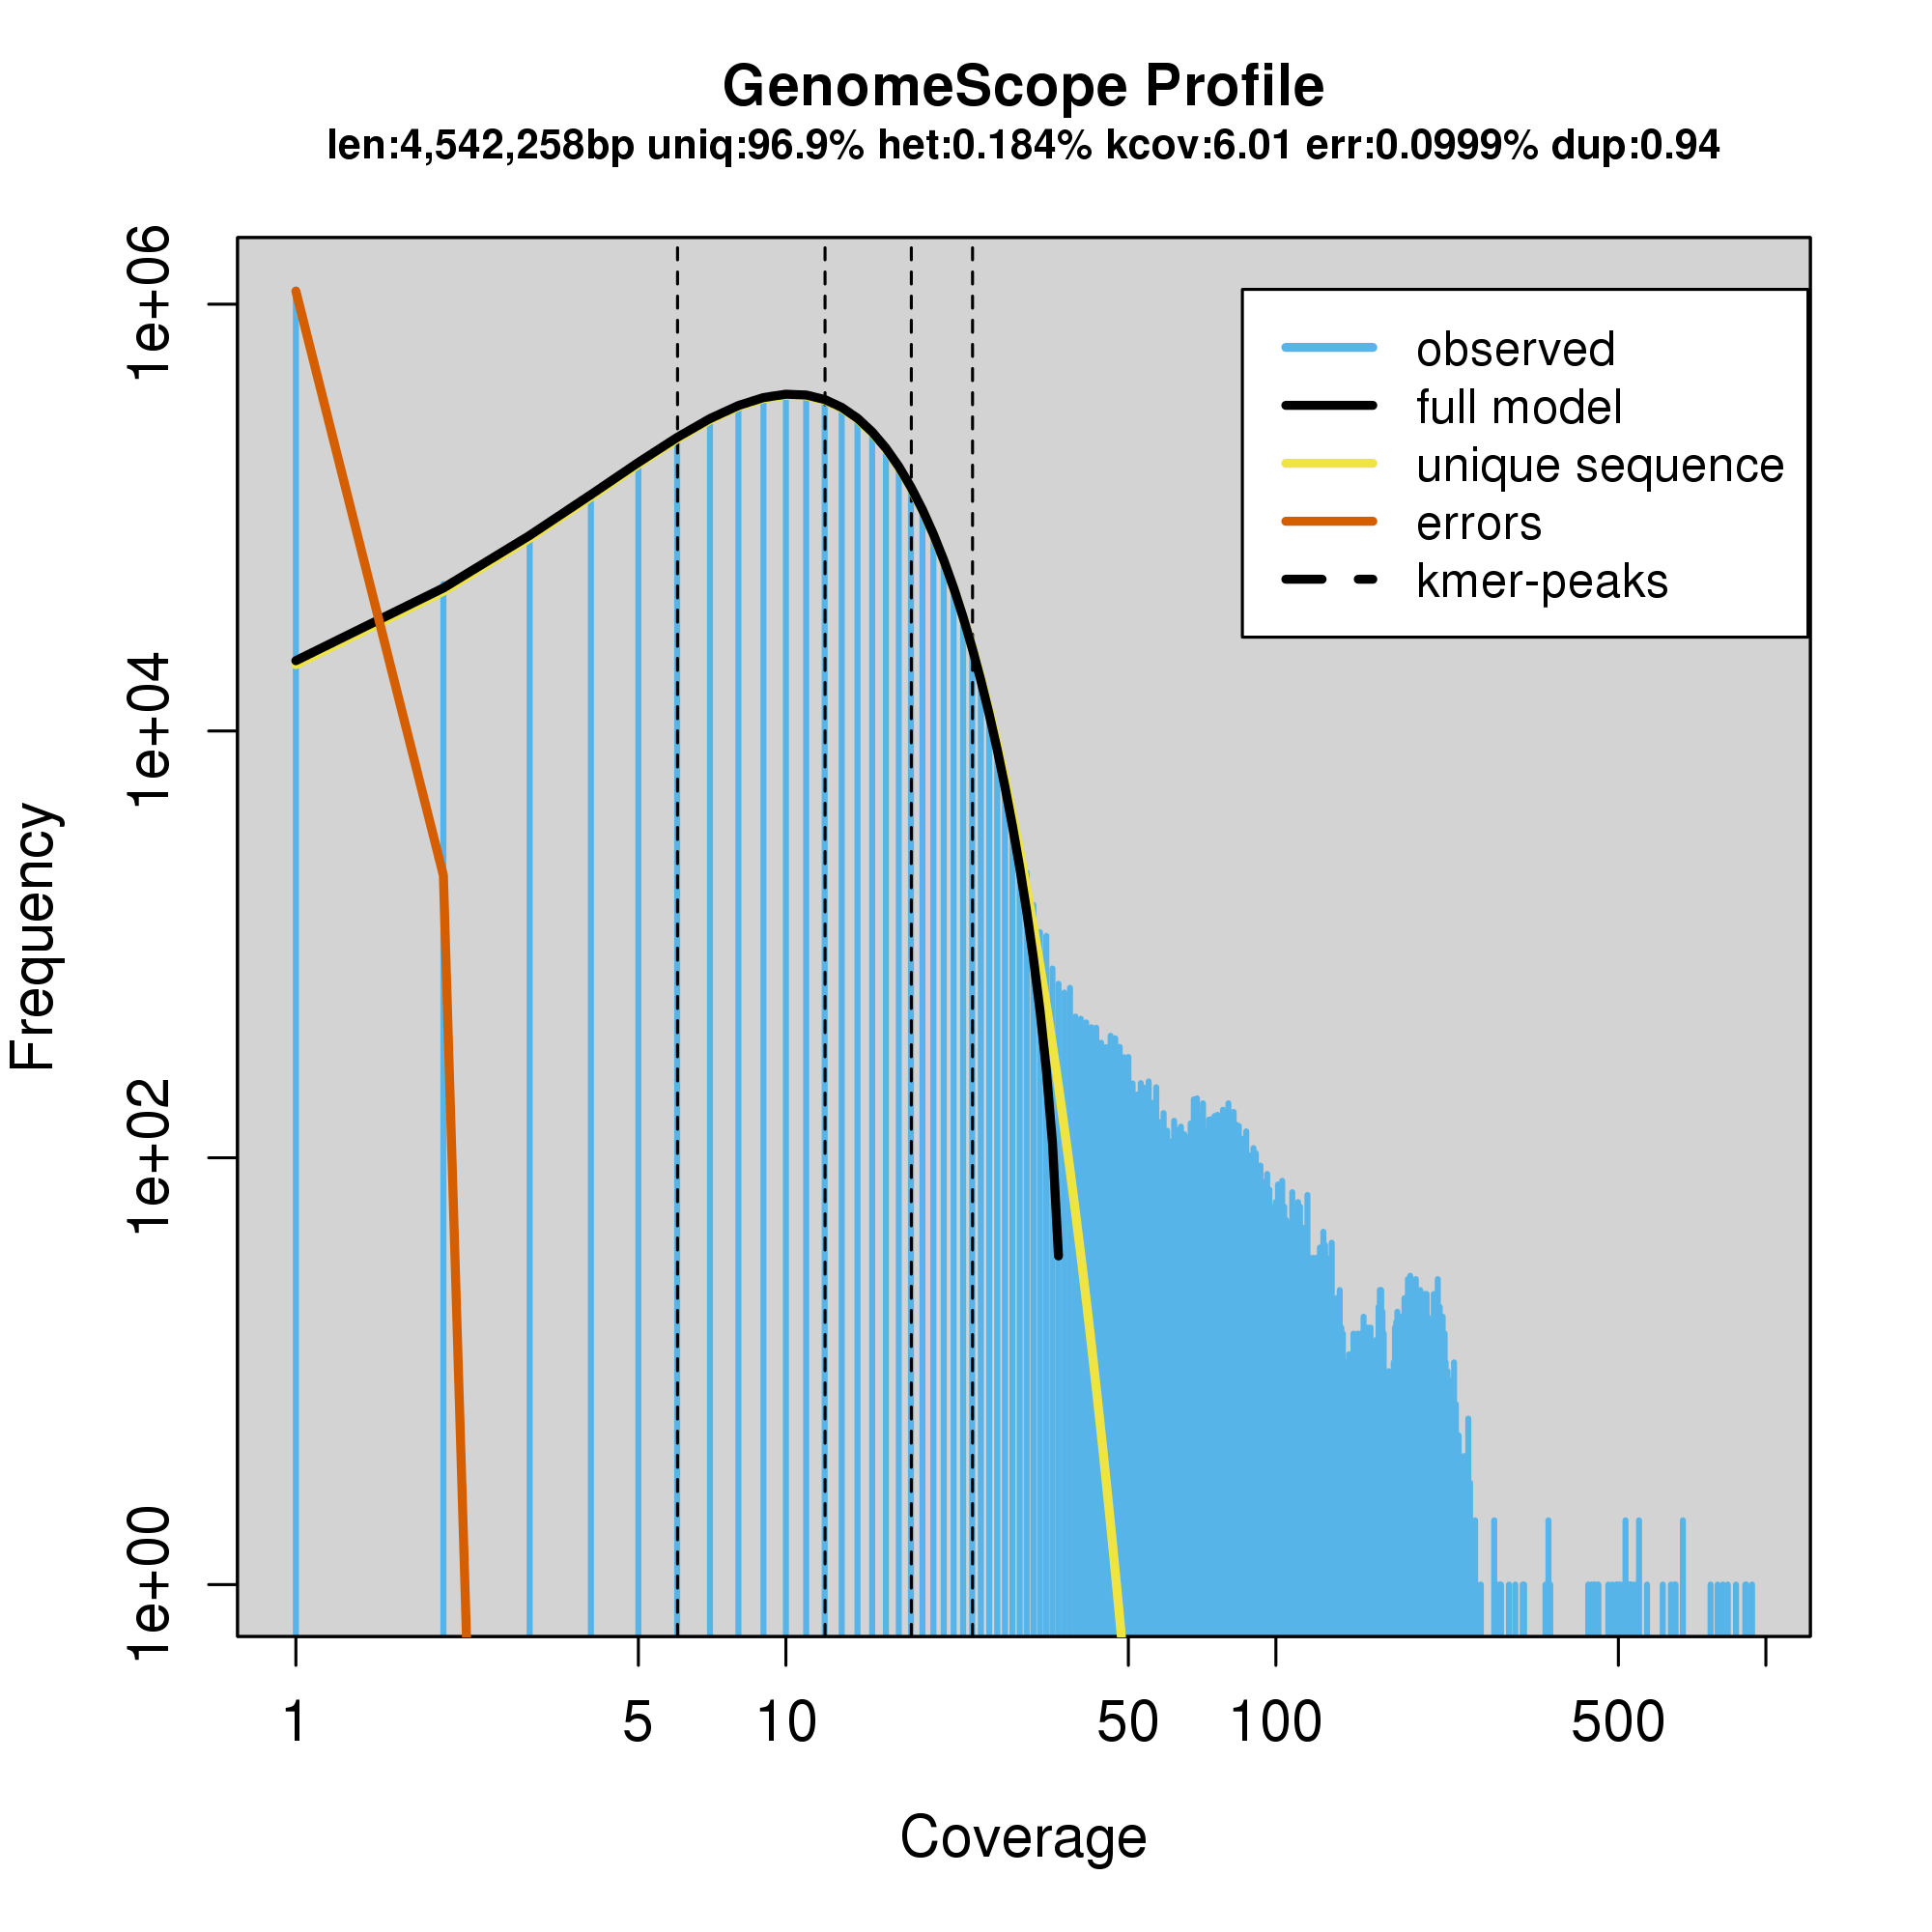 GenomeScope Profile
len:4,542,258bp uniq:96.9% het:0.184% kcov:6.01 err:0.0999% dup:0.94
observed
full model
unique sequence
errors
kmer-peaks
Frequency
1e+06
1e+04
1e+02
1e+00
1 5 10 50 100 500
Coverage